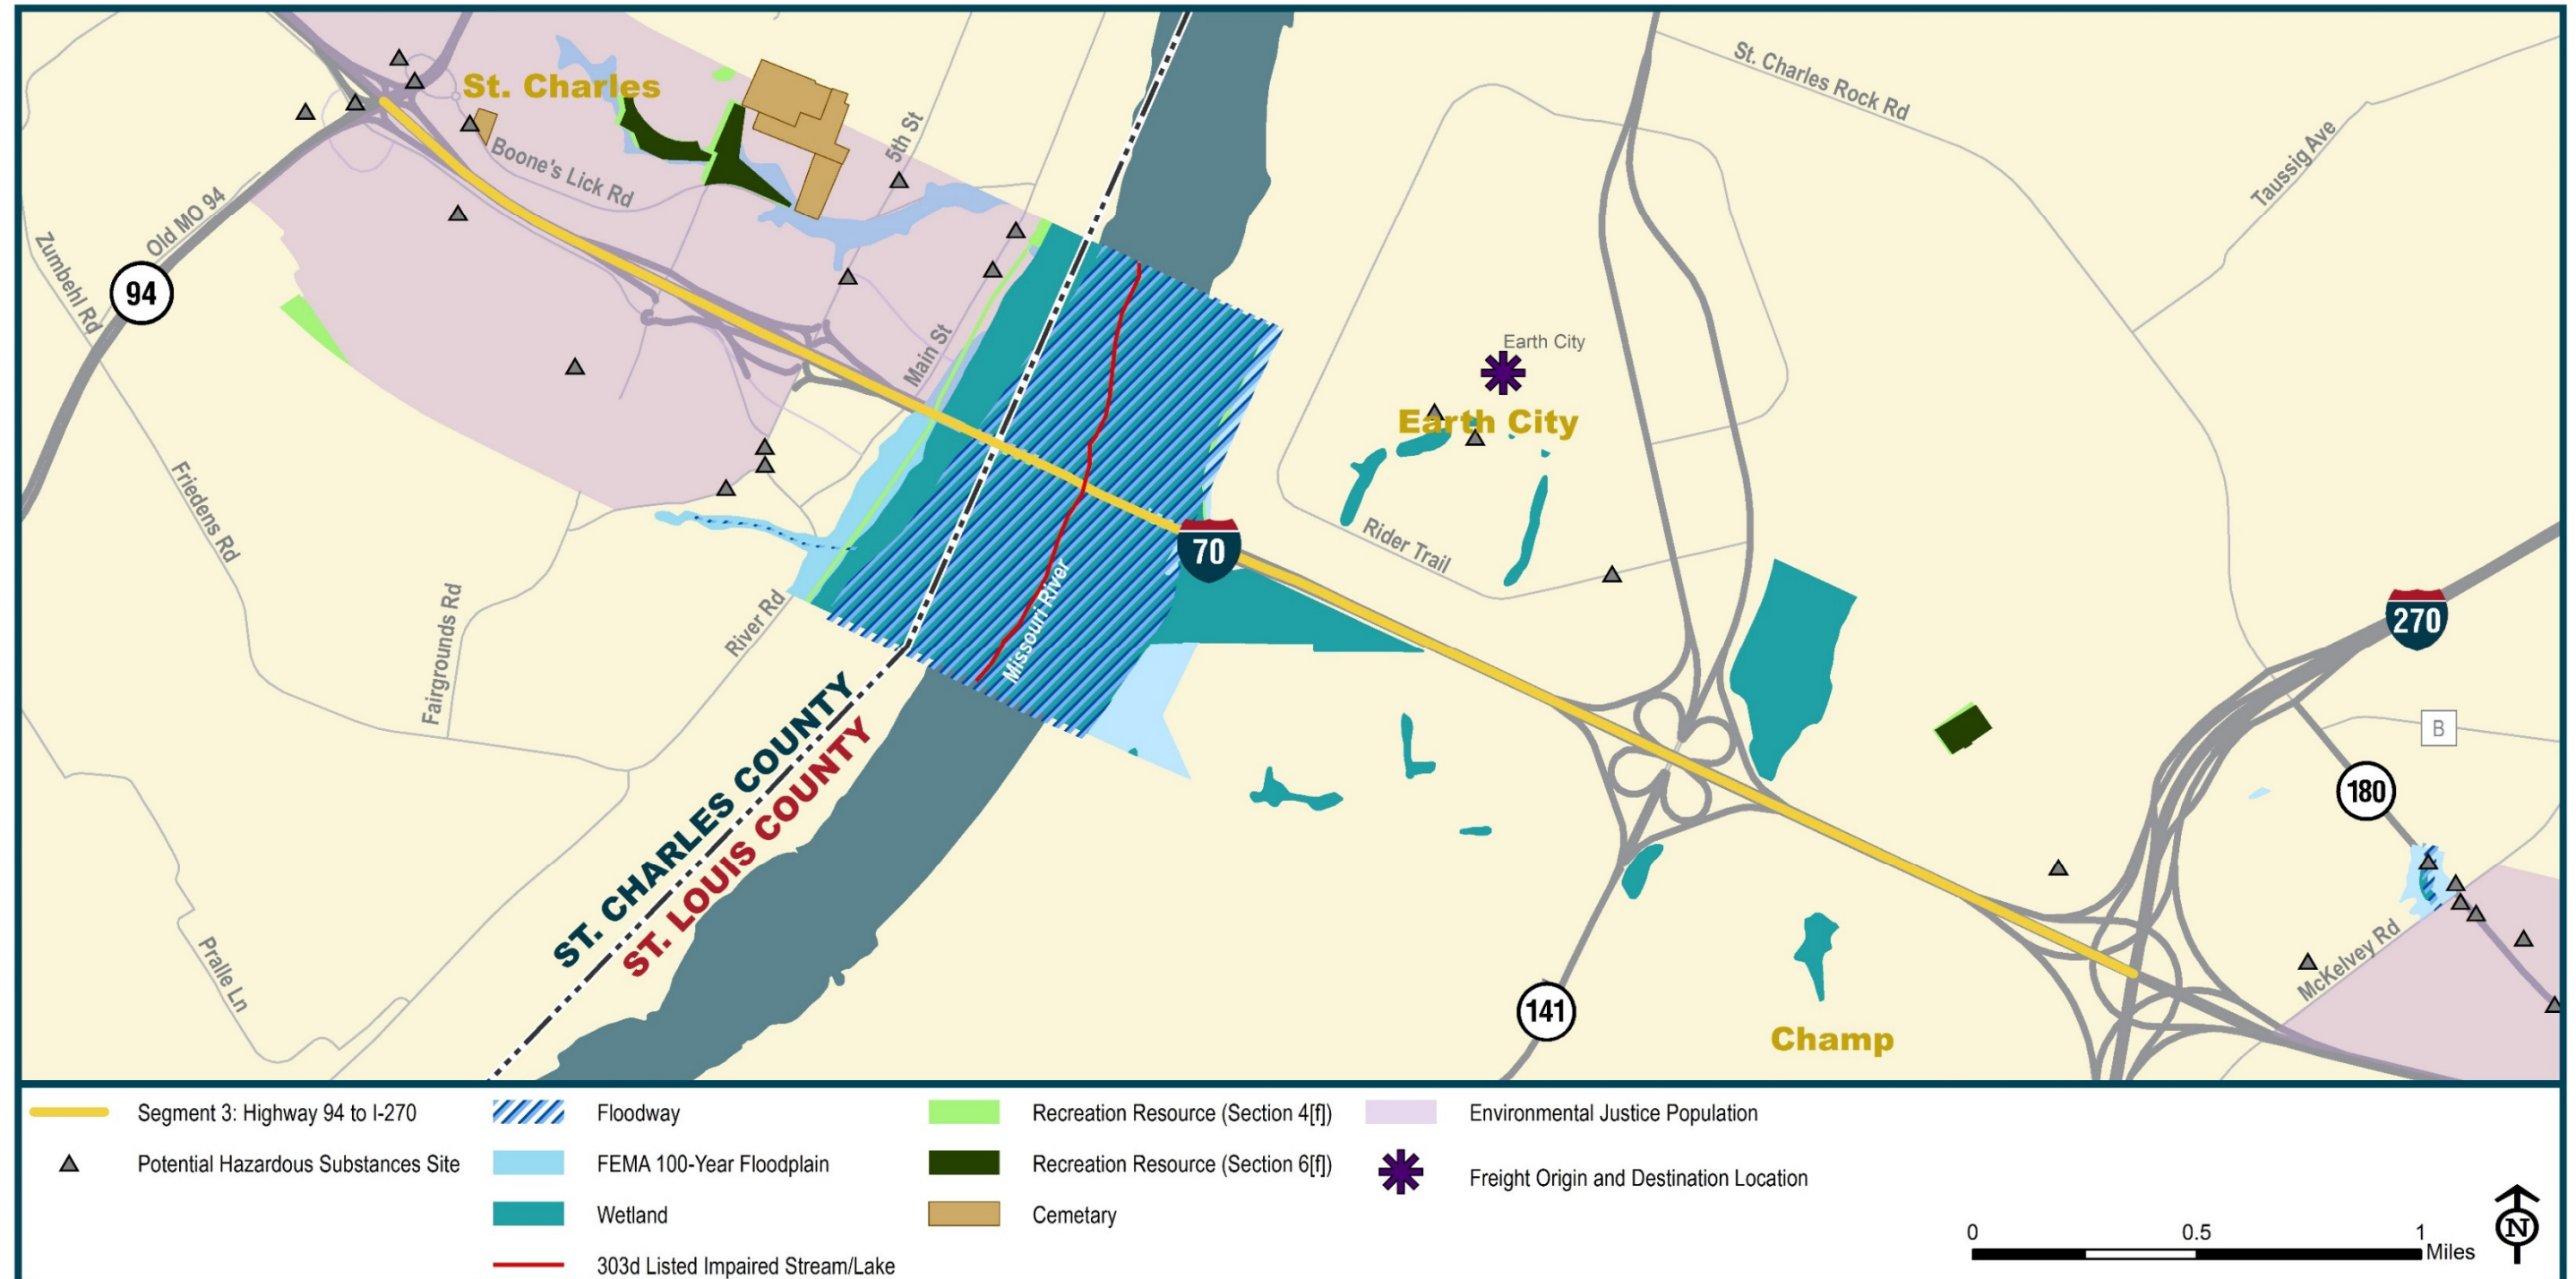 St. Charles
St. Charles Rock Rd
Taussig Ave
5th St
Boone's Lick Rd
Old MO 94
Zumbehl Rd
94
Main St
Earth City
Earth City
Friedens Rd
Rider Trail
70
Missouri River
River Rd
Fairgrounds Rd
270
B
180
ST. CHARLES COUNTY
ST. LOUIS COUNTY
Pralle Ln
McKelvey Rd
141
Champ
Segment 3: Highway 94 to I-270
Potential Hazardous Substances Site
Floodway
FEMA 100-Year Floodplain
Wetland
303d Listed Impaired Stream/Lake
Recreation Resource (Section 4[f])
Recreation Resource (Section 6[f])
Cemetary
Environmental Justice Population
Freight Origin and Destination Location
0 0.5 1
Miles
N